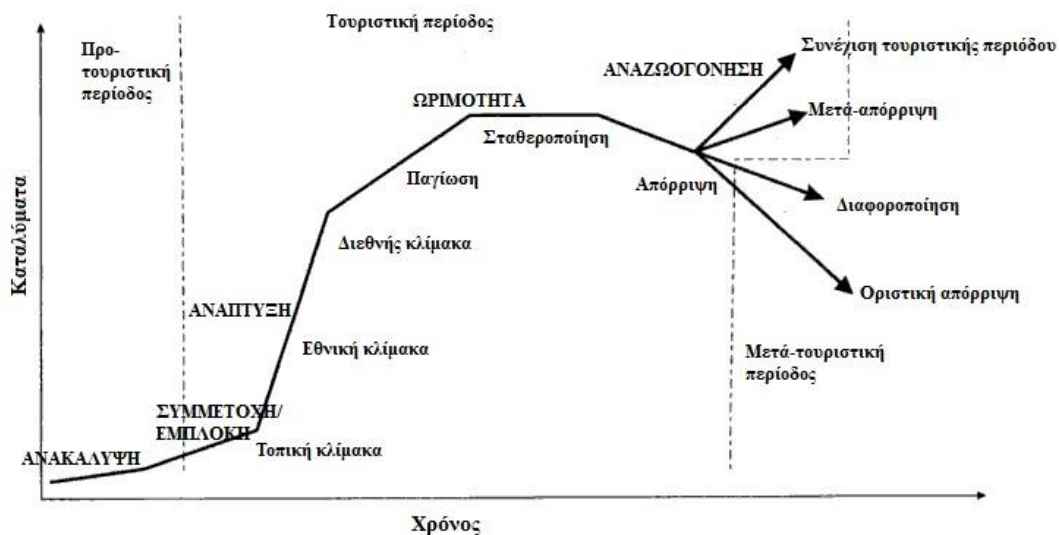 Τουριστική περίοδος
Προ-
τουριστική
περίοδος
Συνέχιση τουριστικής περιόδου
ΑΝΑΖΩΟΓΟΝΗΣΗ
ΩΡΙΜΟΤΗΤΑ
Μετά-απόρριψη
Σταθεροποίηση
Παγίωση
Απόρριψη
Διαφοροποίηση
Διεθνής κλίμακα
Οριστική απόρριψη
ΑΝΑΠΤΥΞΗ
Εθνική κλίμακα
Μετά-τουριστική
περίοδος
ΣΥΜΜΕΤΟΧΗ/
ΕΜΠΛΟΚΗ
Τοπική κλίμακα
ΑΝΑΚΑΛΥΨΗ
Καταλύματα
Χρόνος